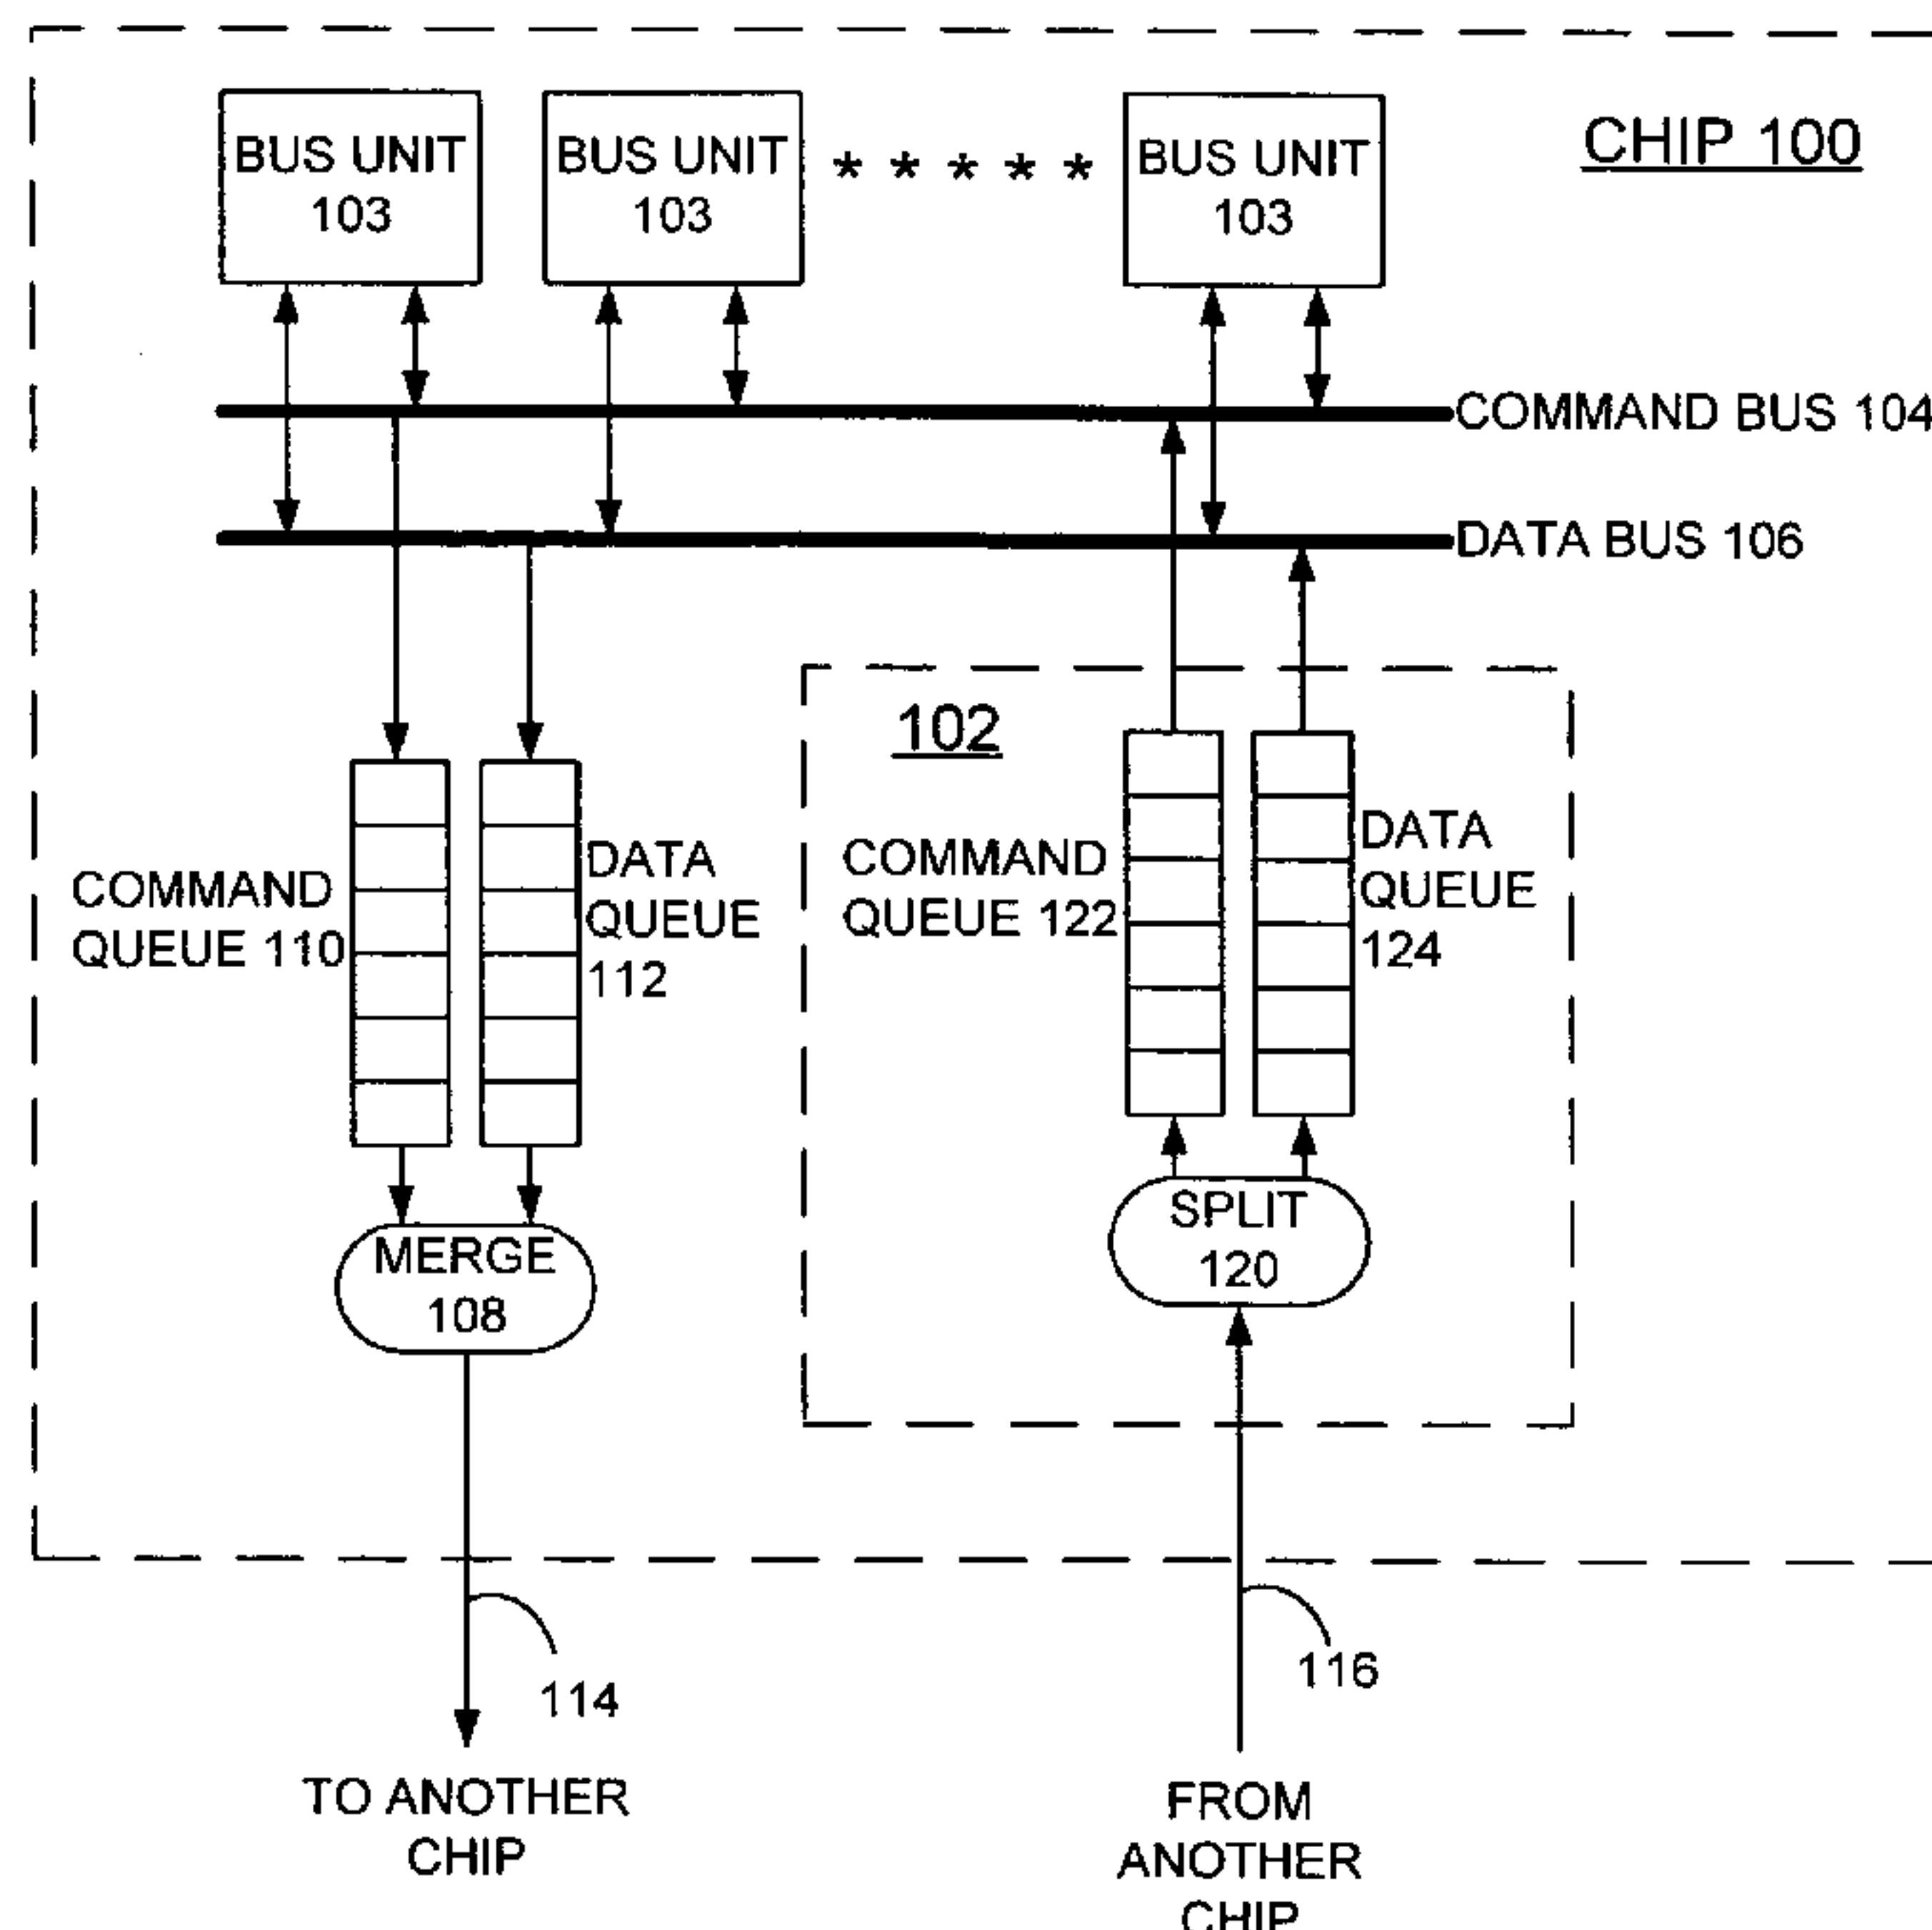 CHIP 100
BUS UNIT
103
BUS UNIT
103
* * * * *
BUS UNIT
103
COMMAND BUS 104
DATA BUS 106
102
COMMAND
QUEUE 110
DATA
QUEUE
112
COMMAND
QUEUE 122
DATA
QUEUE
124
MERGE
108
SPLIT
120
114
116
TO ANOTHER
CHIP
FROM
ANOTHER
CHIP